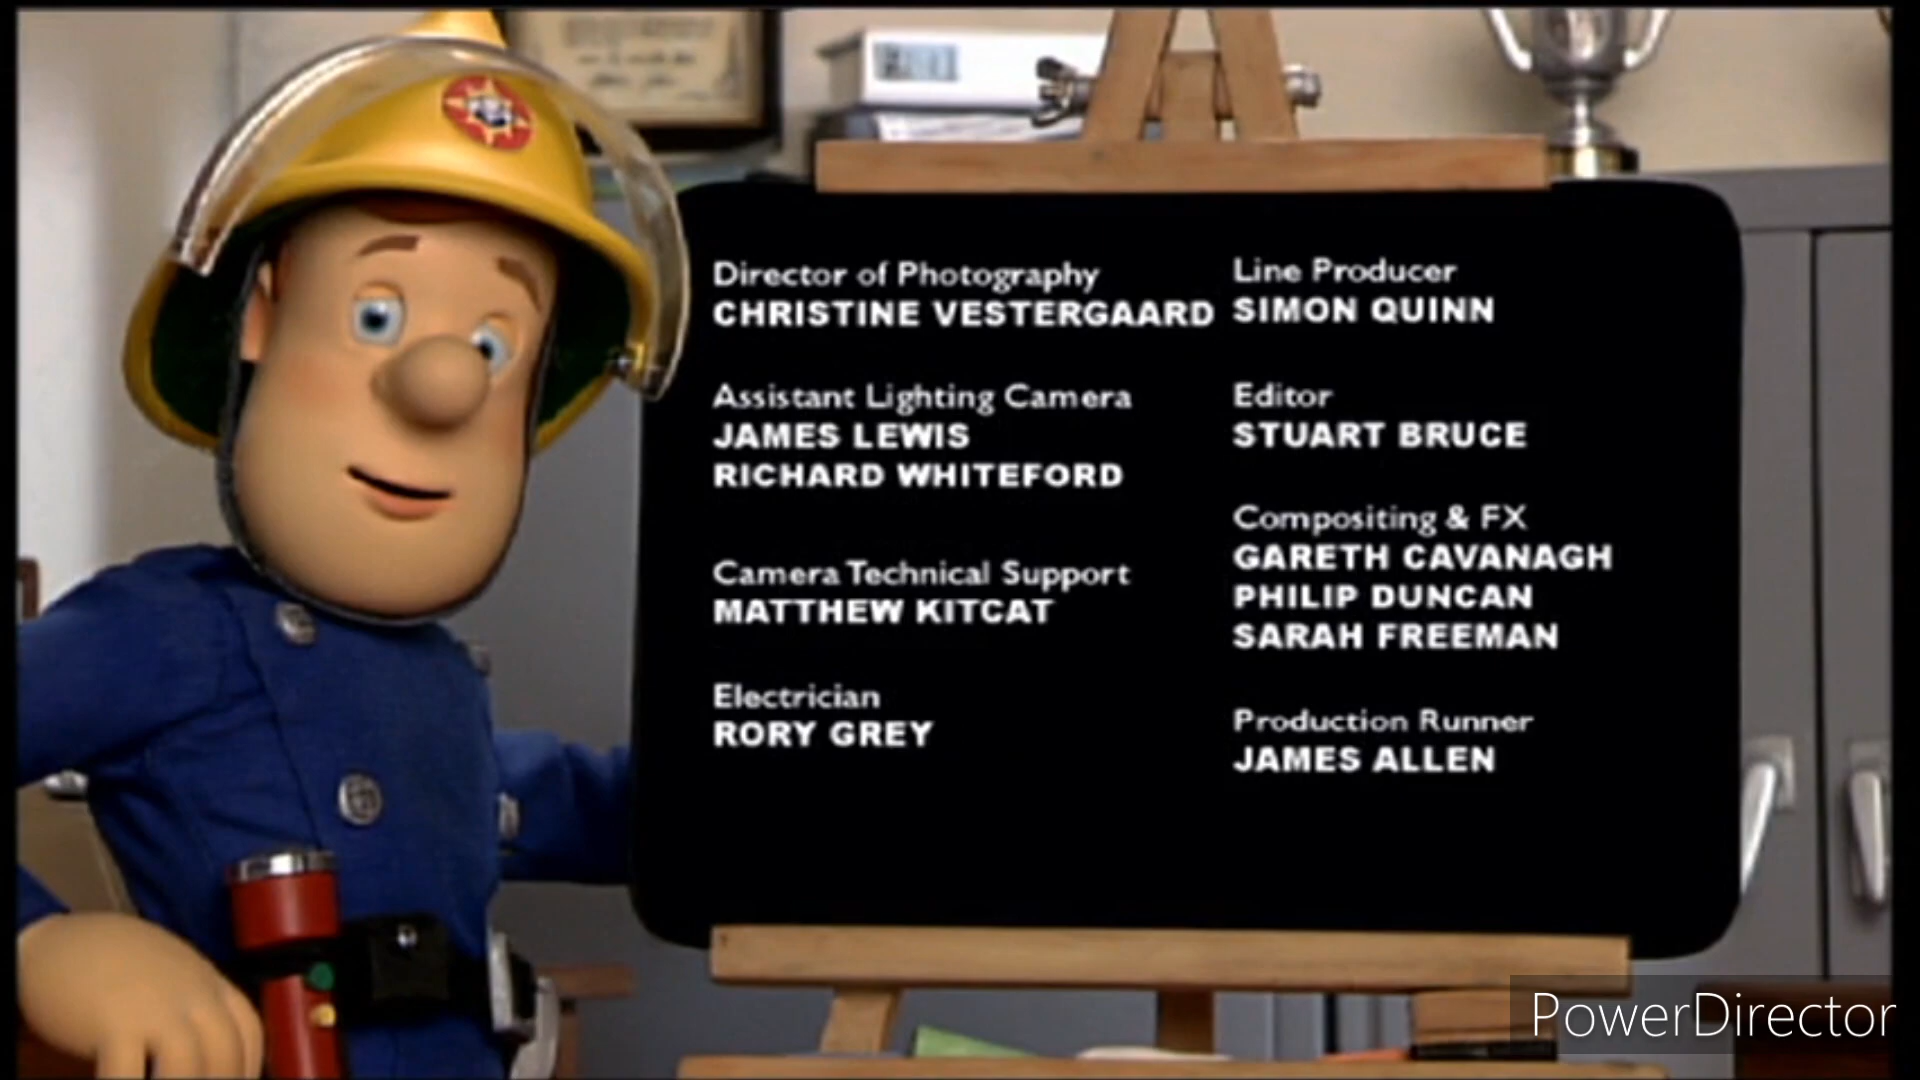 Director of Photography
CHRISTINE VESTERGAARD
Assistant Lighting Camera
JAMES LEWIS
RICHARD WHITEFORD
Camera Technical Support
MATTHEW KITCAT
Electrician
RORY GREY
Line Producer
SIMON QUINN
Editor
STUART BRUCE
Compositing & FX
GARETH CAVANAGH
PHILIP DUNCAN
SARAH FREEMAN
Production Runner
JAMES ALLEN
PowerDirector